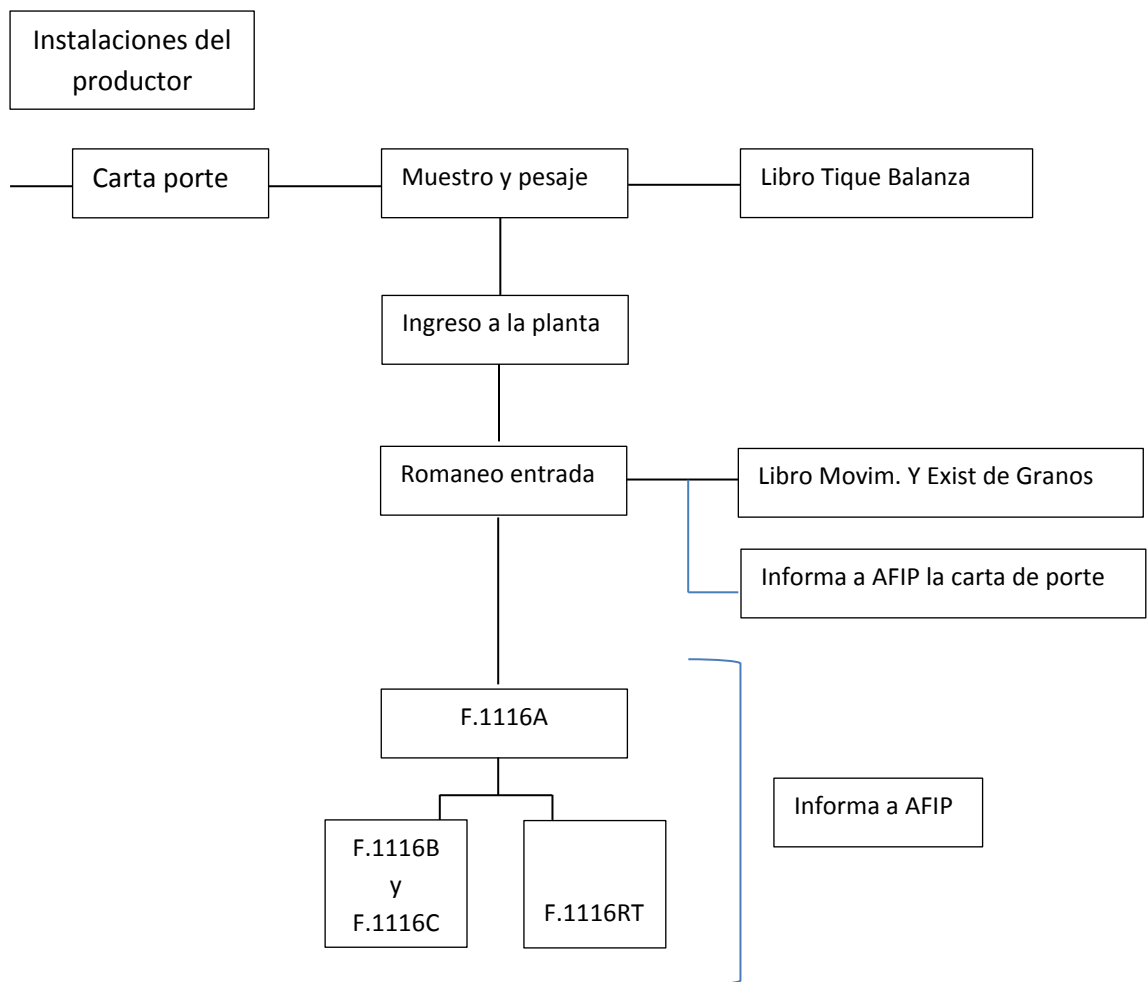 Instalaciones del
productor
Carta porte
Muestro y pesaje
Libro Tique Balanza
Ingreso a la planta
Romaneo entrada
Libro Movim. Y Exist de Granos
Informa a AFIP la carta de porte
F.1116A
Informa a AFIP
F.1116B
y
F.1116C
F.1116RT